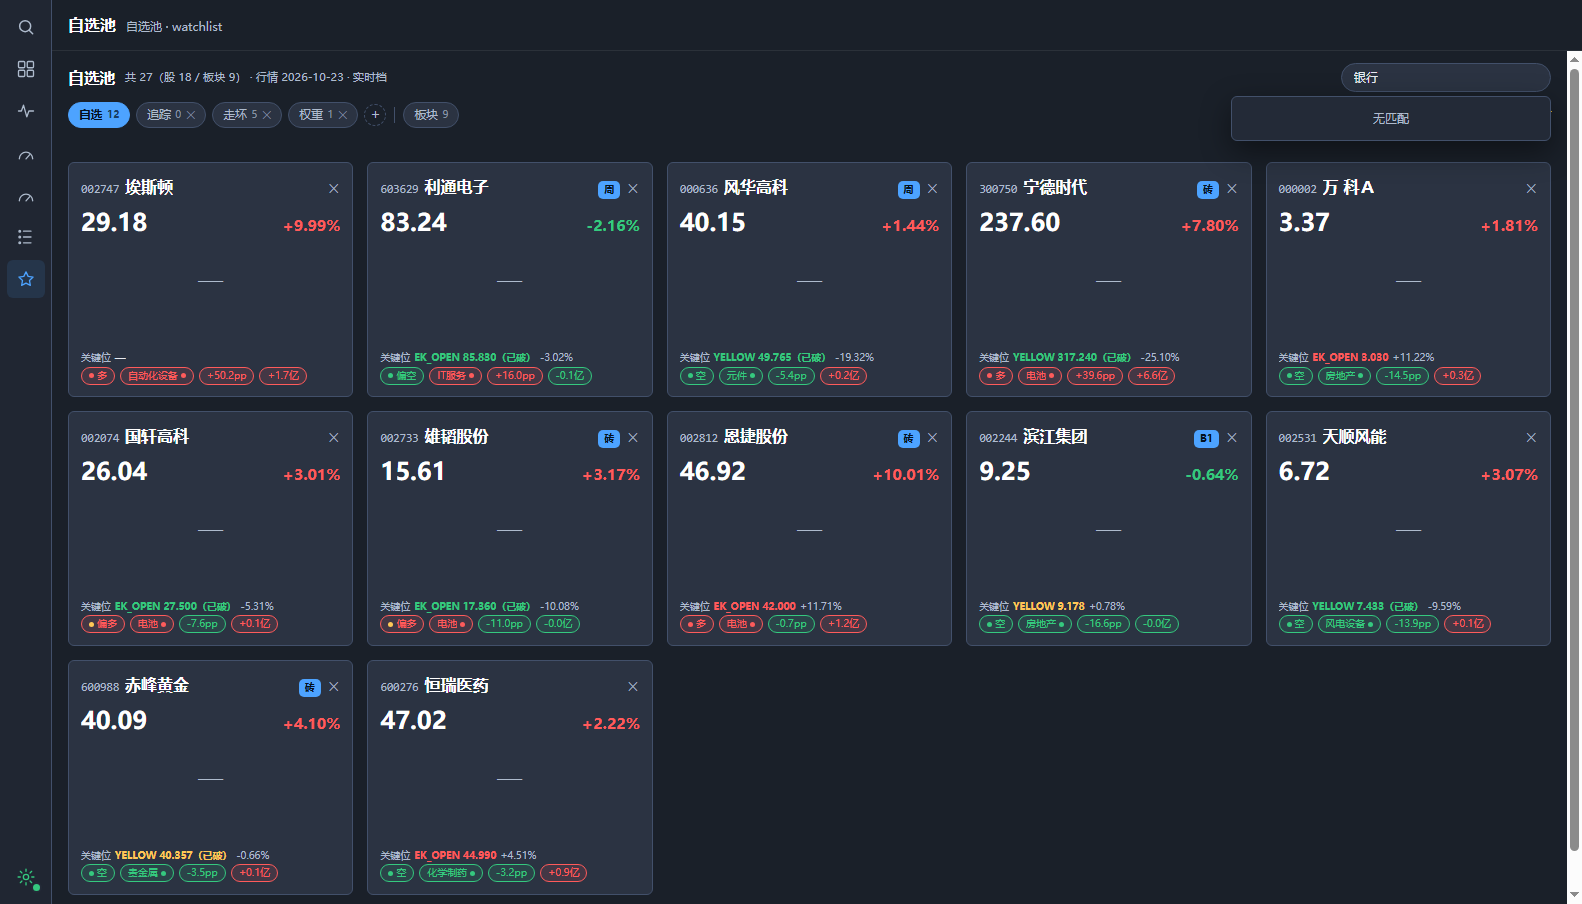 自选池 自选池 · watchlist
自选池 共 27（股 18 / 板块 9） · 行情 2026-10-23 · 实时档
银行
自选 12 追踪 0 × 走坏 5 × 权重 1 × + 板块 9
无匹配
002747 埃斯顿 ×
29.18 +9.99%
—
关键位 —
多 自动化设备 +50.2pp +1.7亿
603629 利通电子 周 ×
83.24 -2.16%
—
关键位 EK_OPEN 85.830（已破） -3.02%
偏空 IT服务 +16.0pp -0.1亿
000636 风华高科 周 ×
40.15 +1.44%
—
关键位 YELLOW 49.765（已破） -19.32%
空 元件 -5.4pp +0.2亿
300750 宁德时代 砖 ×
237.60 +7.80%
—
关键位 YELLOW 317.240（已破） -25.10%
多 电池 +39.6pp +6.6亿
000002 万 科A ×
3.37 +1.81%
—
关键位 EK_OPEN 3.030 +11.22%
空 房地产 -14.5pp +0.3亿
002074 国轩高科 ×
26.04 +3.01%
—
关键位 EK_OPEN 27.500（已破） -5.31%
偏多 电池 -7.6pp +0.1亿
002733 雄韬股份 砖 ×
15.61 +3.17%
—
关键位 EK_OPEN 17.360（已破） -10.08%
偏多 电池 -11.0pp -0.0亿
002812 恩捷股份 砖 ×
46.92 +10.01%
—
关键位 EK_OPEN 42.000 +11.71%
多 电池 -0.7pp +1.2亿
002244 滨江集团 B1 ×
9.25 -0.64%
—
关键位 YELLOW 9.178 +0.78%
空 房地产 -16.6pp -0.0亿
002531 天顺风能 ×
6.72 +3.07%
—
关键位 YELLOW 7.433（已破） -9.59%
空 风电设备 -13.9pp +0.1亿
600988 赤峰黄金 砖 ×
40.09 +4.10%
—
关键位 YELLOW 40.357（已破） -0.66%
空 贵金属 -3.5pp +0.1亿
600276 恒瑞医药 ×
47.02 +2.22%
—
关键位 EK_OPEN 44.990 +4.51%
空 化学制药 -3.2pp +0.9亿